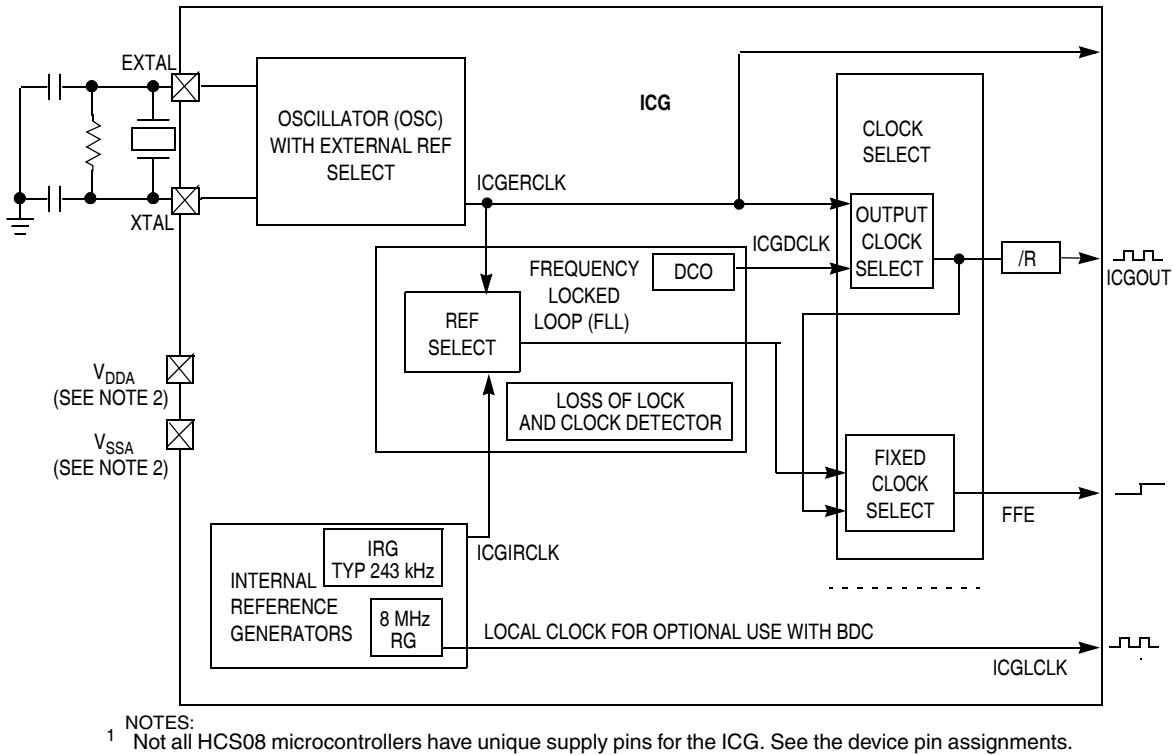 EXTAL
XTAL
OSCILLATOR (OSC)
WITH EXTERNAL REF
SELECT
ICG
CLOCK
SELECT
ICGERCLK
OUTPUT
CLOCK
SELECT
ICGDCLK
/R
ICGOUT
FREQUENCY
LOCKED
LOOP (FLL)
DCO
REF
SELECT
LOSS OF LOCK
AND CLOCK DETECTOR
VDDA
(SEE NOTE 2)
VSSA
(SEE NOTE 2)
FIXED
CLOCK
SELECT
FFE
ICGIRCLK
IRG
TYP 243 kHz
INTERNAL
REFERENCE
GENERATORS
8 MHz
RG
LOCAL CLOCK FOR OPTIONAL USE WITH BDC
ICGLCLK
NOTES:
1 Not all HCS08 microcontrollers have unique supply pins for the ICG. See the device pin assignments.